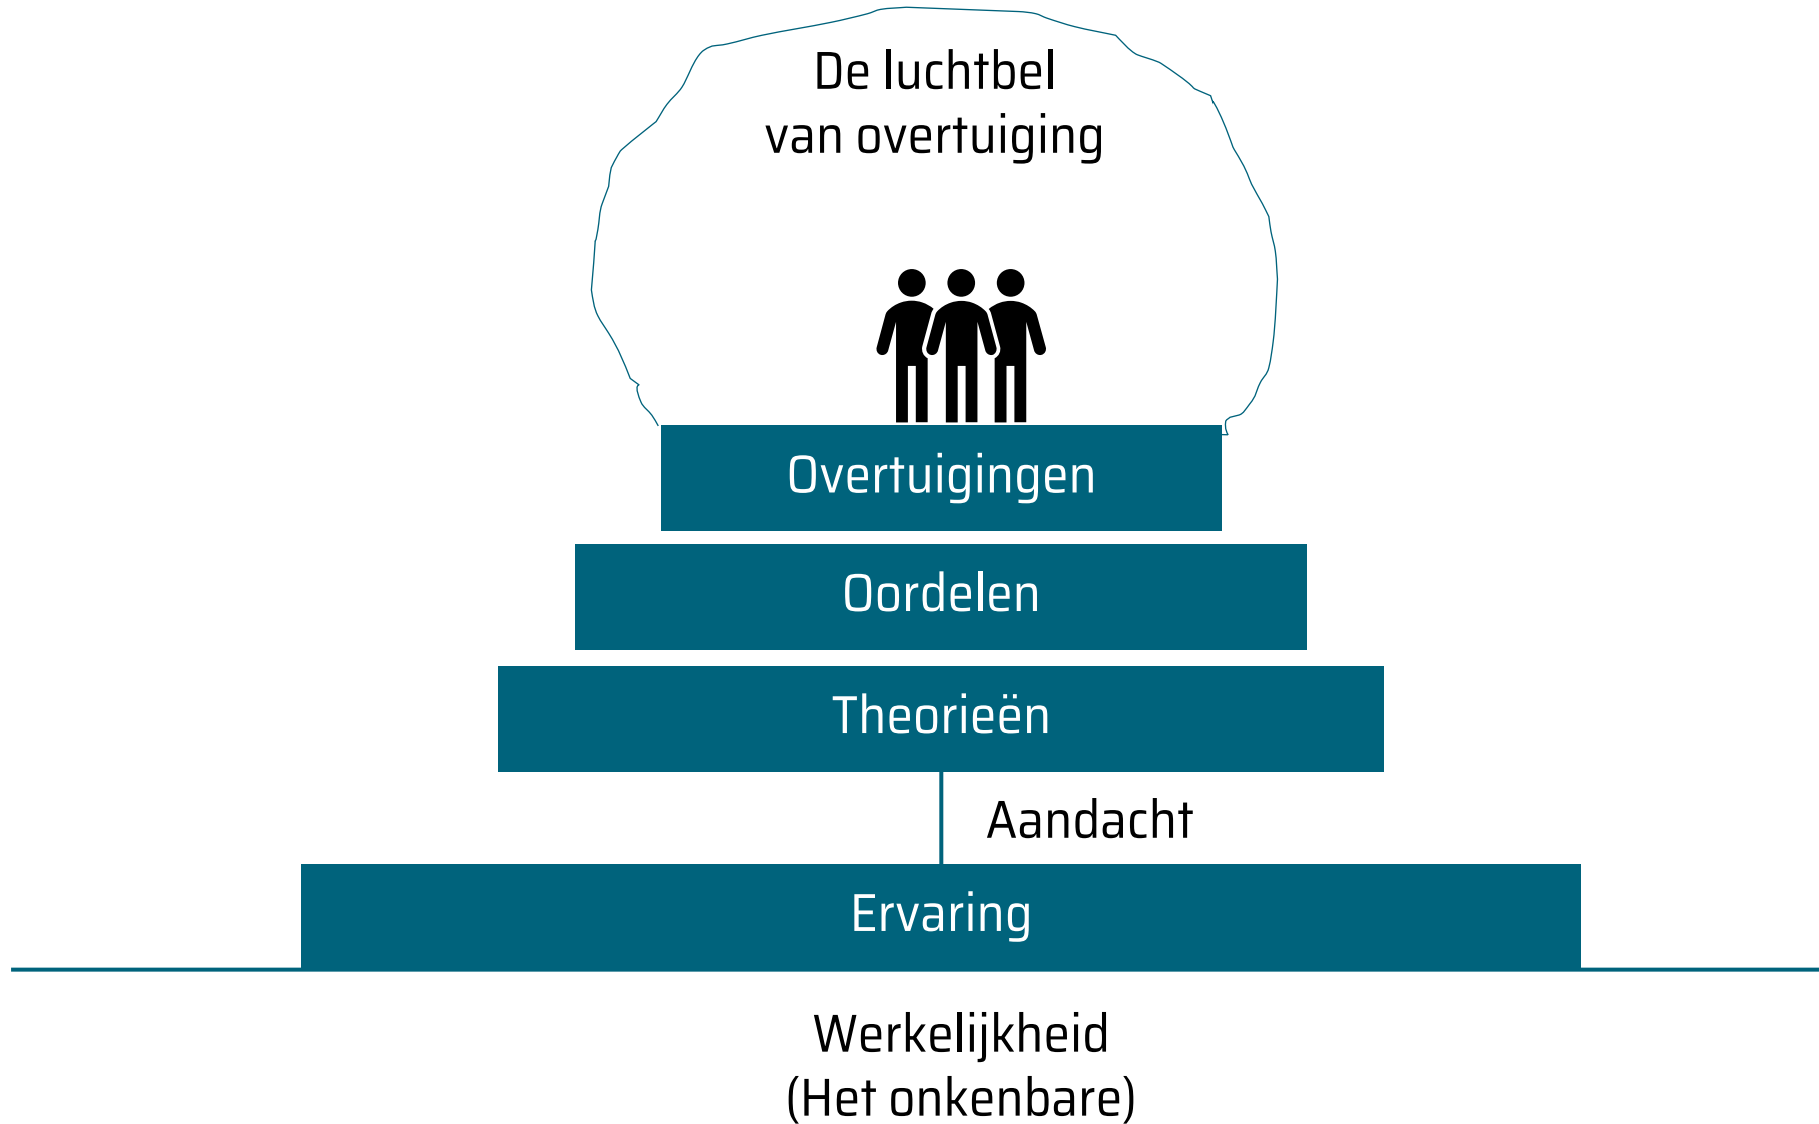 De luchtbel
van overtuiging
Overtuigingen
Oordelen
Theorieën
Aandacht
Ervaring
Werkelijkheid
(Het onkenbare)